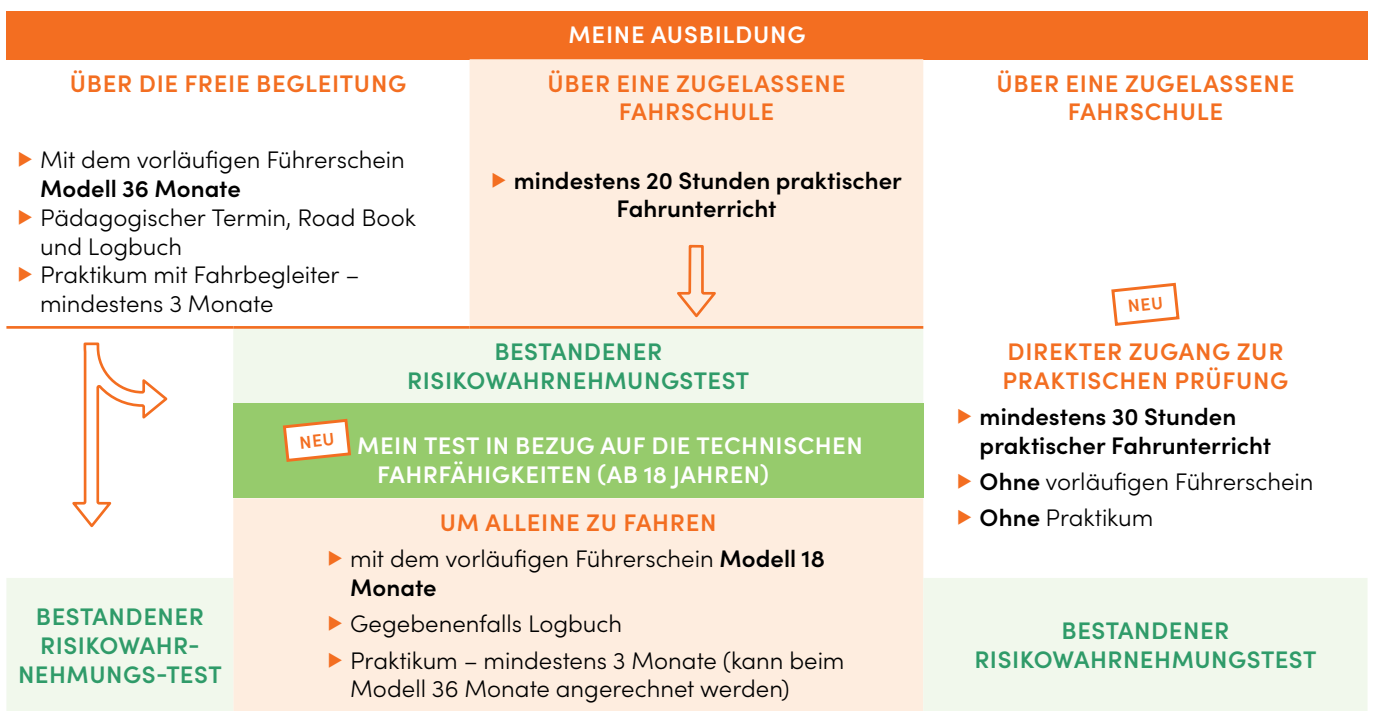 MEINE AUSBILDUNG
ÜBER DIE FREIE BEGLEITUNG
▶ Mit dem vorläufigen Führerschein
Modell 36 Monate
▶ Pädagogischer Termin, Road Book
und Logbuch
▶ Praktikum mit Fahrbegleiter –
mindestens 3 Monate
ÜBER EINE ZUGELASSENE
FAHRSCHULE
▶ mindestens 20 Stunden praktischer
Fahrunterricht
BESTANDENER
RISIKOWAHRNEHMUNGSTEST
NEU
MEIN TEST IN BEZUG AUF DIE TECHNISCHEN
FAHRFÄHIGKEITEN (AB 18 JAHREN)
UM ALLEINE ZU FAHREN
▶ mit dem vorläufigen Führerschein Modell 18
Monate
▶ Gegebenenfalls Logbuch
▶ Praktikum – mindestens 3 Monate (kann beim
Modell 36 Monate angerechnet werden)
BESTANDENER
RISIKOWAHR-
NEHMUNGS-TEST
ÜBER EINE ZUGELASSENE
FAHRSCHULE
NEU
DIREKTER ZUGANG ZUR
PRAKTISCHEN PRÜFUNG
▶ mindestens 30 Stunden
praktischer Fahrunterricht
▶ Ohne vorläufigen Führerschein
▶ Ohne Praktikum
BESTANDENER
RISIKOWAHRNEHMUNGSTEST